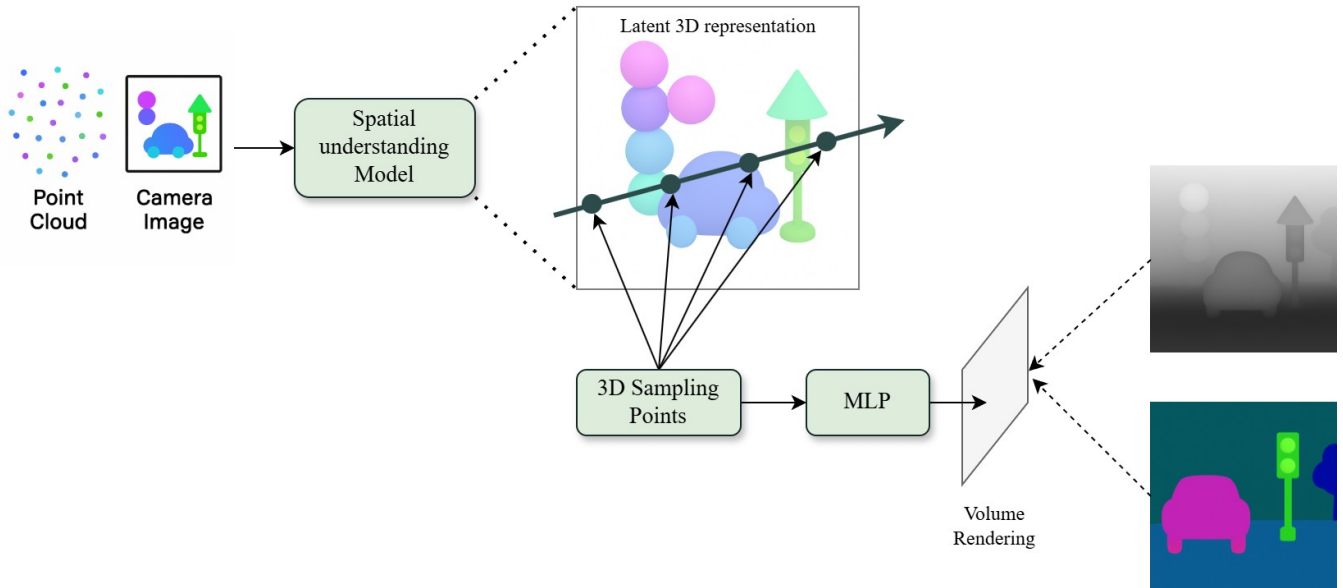 Latent 3D representation
Point
Cloud
Camera
Image
Spatial
understanding
Model
3D Sampling
Points
MLP
Volume
Rendering